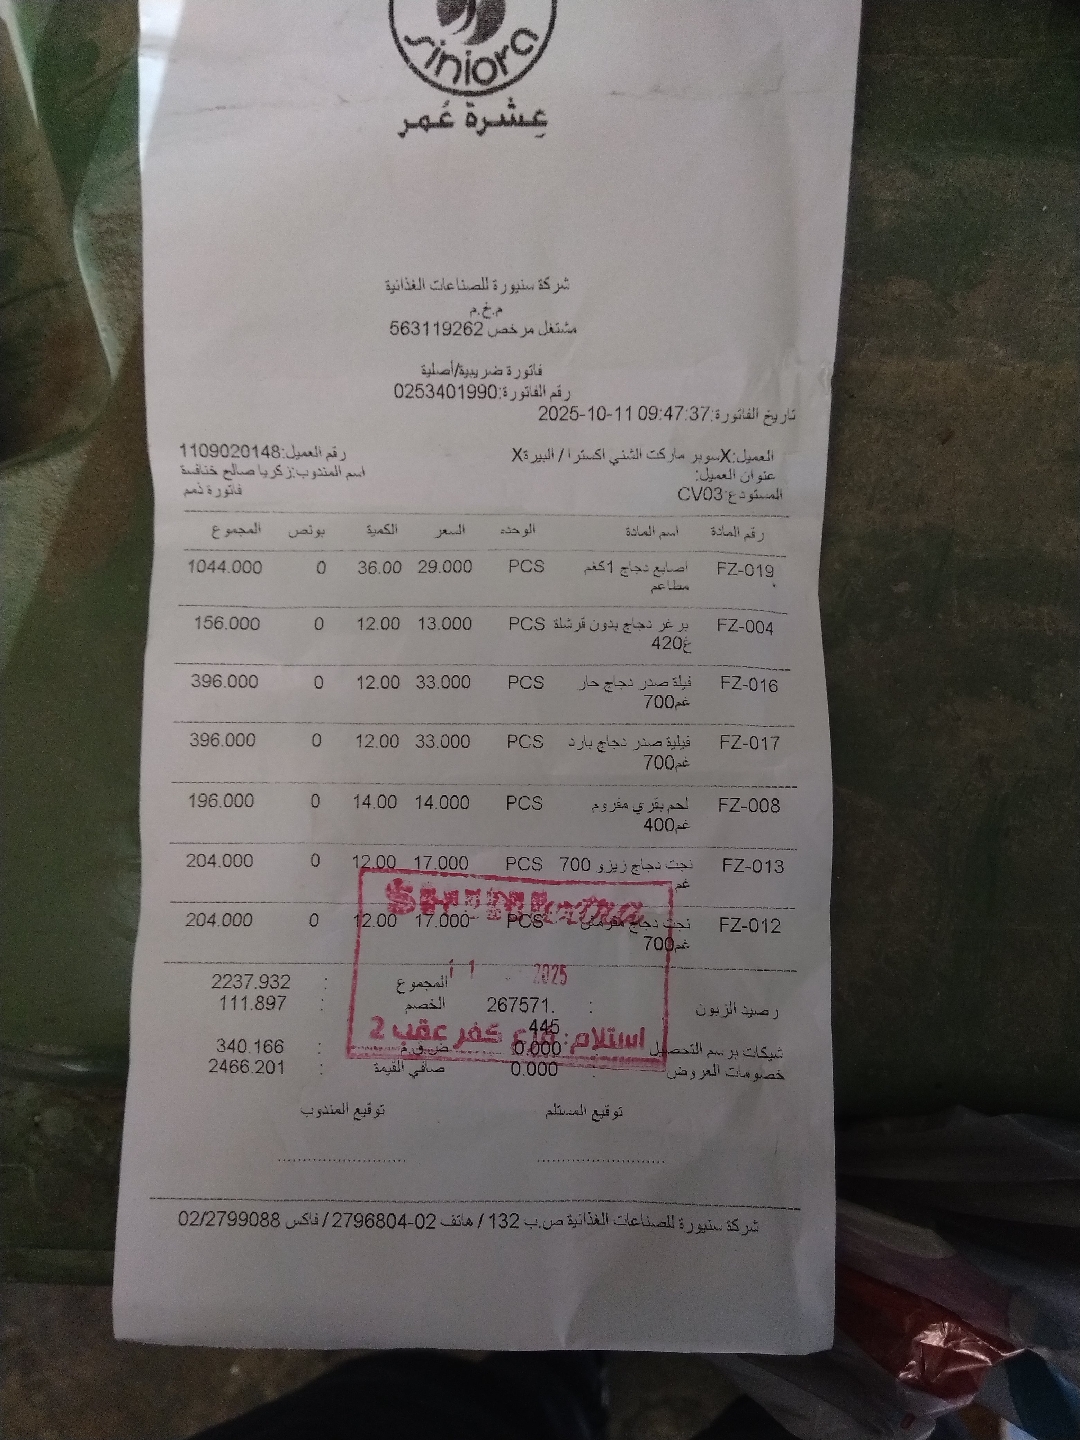 siniora
عِشرة عُمر
شركة سنيورة للصناعات الغذائية
م.خ.م
مشتغل مرخص 563119262
فاتورة ضريبية/أصلية
رقم الفاتورة:0253401990
تاريخ الفاتورة:2025-10-11 09:47:37
العميل:Xسوبر ماركت الشني اكسترا / البيرةX رقم العميل:1109020148
عنوان العميل: اسم المندوب:زكريا صالح خنافسة
المستودع:CV03 فاتورة ذمم
رقم المادة اسم المادة الوحده السعر الكمية بونص المجموع
FZ-019 اصابع دجاج 1كغم PCS 29.000 36.00 0 1044.000
مطاعم
FZ-004 برغر دجاج بدون قرشلة PCS 13.000 12.00 0 156.000
420غ
FZ-016 فيلة صدر دجاج حار PCS 33.000 12.00 0 396.000
700غم
FZ-017 فيلية صدر دجاج بارد PCS 33.000 12.00 0 396.000
700غم
FZ-008 لحم بقري مفروم PCS 14.000 14.00 0 196.000
400غم
FZ-013 نجت دجاج زيزو 700 PCS 17.000 12.00 0 204.000
غم
FZ-012 نجت دجاج PCS 17.000 12.00 0 204.000
700غم
extra
2025
المجموع : 2237.932
رصيد الزبون : 267571. الخصم : 111.897
445
استلام: فرع كفر عقب 2
شيكات برسم التحصيل 0.000 ض.ق.م : 340.166
خصومات العروض : 0.000 صافي القيمة : 2466.201
توقيع المستلم توقيع المندوب
شركة سنيورة للصناعات الغذائية ص.ب 132 / هاتف 02-2796804 / فاكس 02/2799088